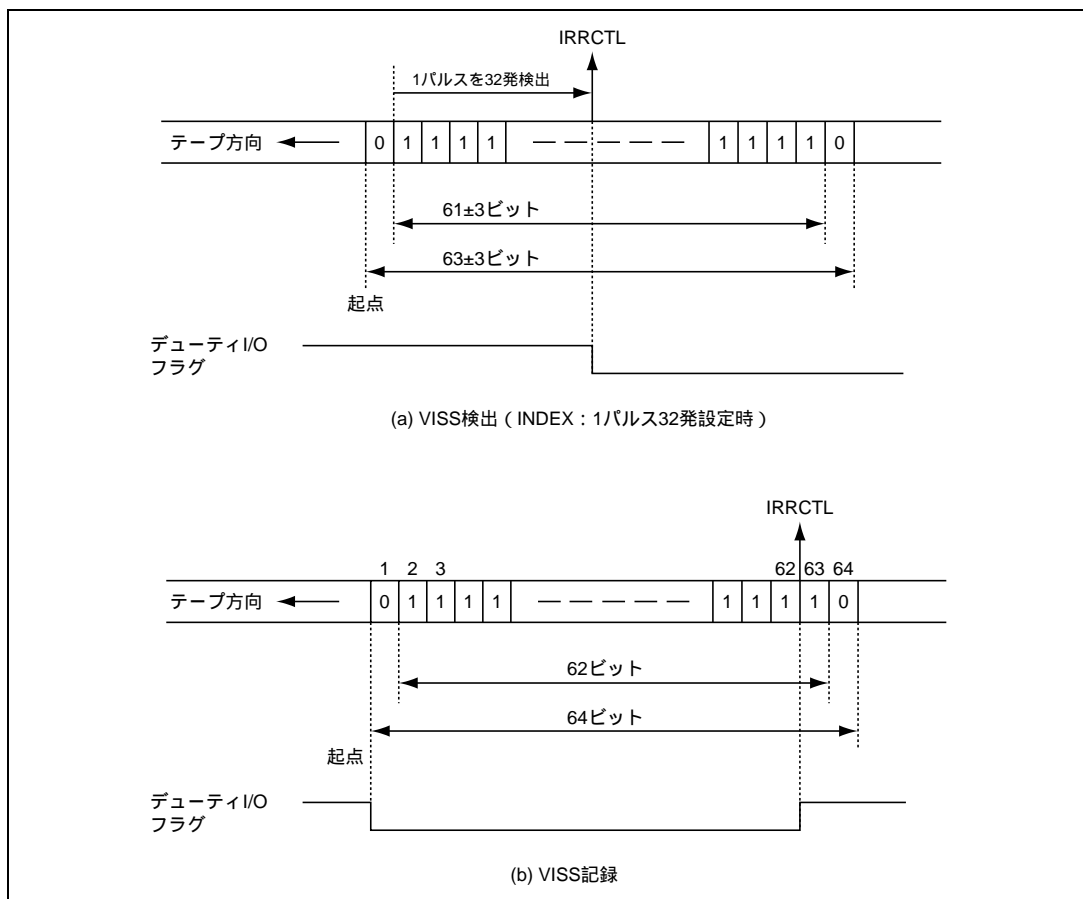 IRRCTL
1パルスを32発検出
テープ方向 0 1 1 1 1 1 1 1 1 0
61±3ビット
63±3ビット
起点
デューティI/O
フラグ
(a) VISS検出（INDEX：1パルス32発設定時）
IRRCTL
1 2 3 62 63 64
テープ方向 0 1 1 1 1 1 1 1 1 0
62ビット
64ビット
起点
デューティI/O
フラグ
(b) VISS記録